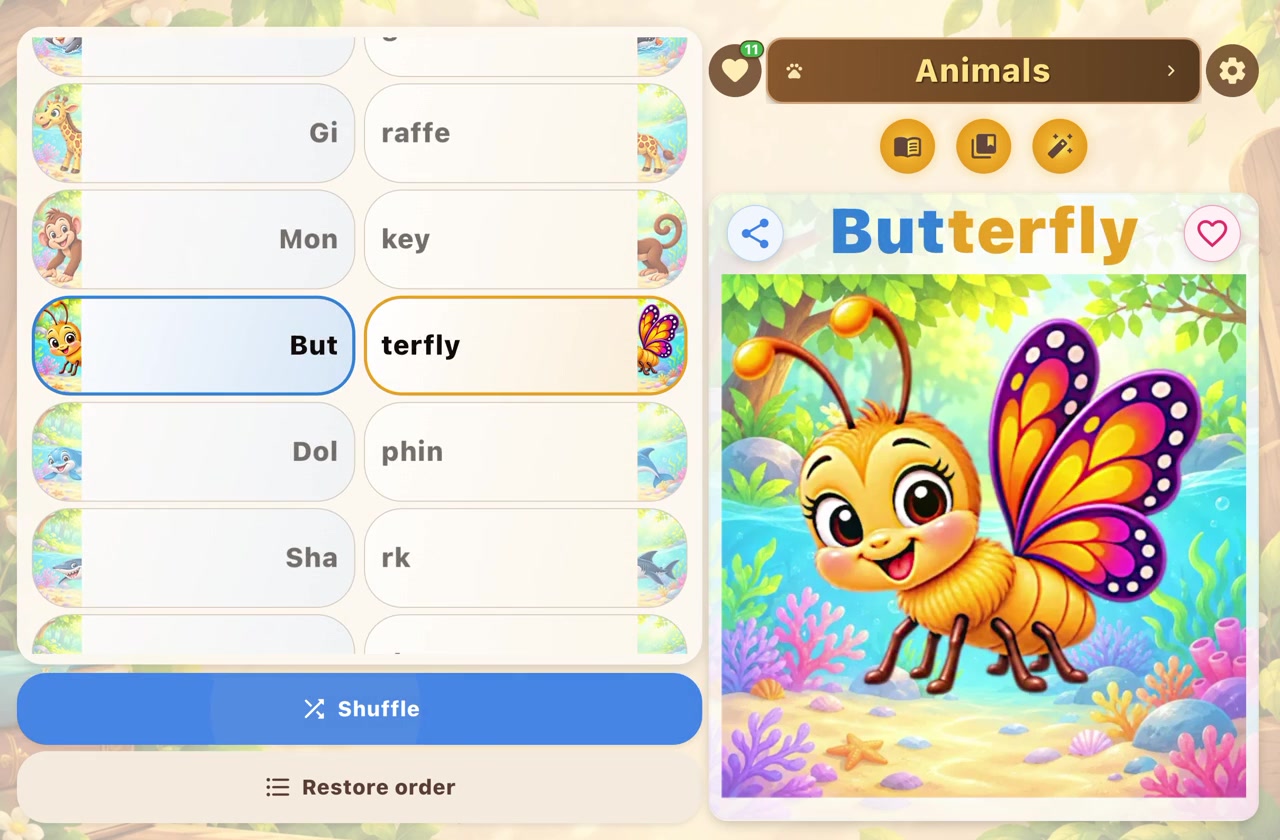 Gi raffe
Mon key
But terfly
Dol phin
Sha rk
Shuffle
Restore order
11
Animals
Butterfly